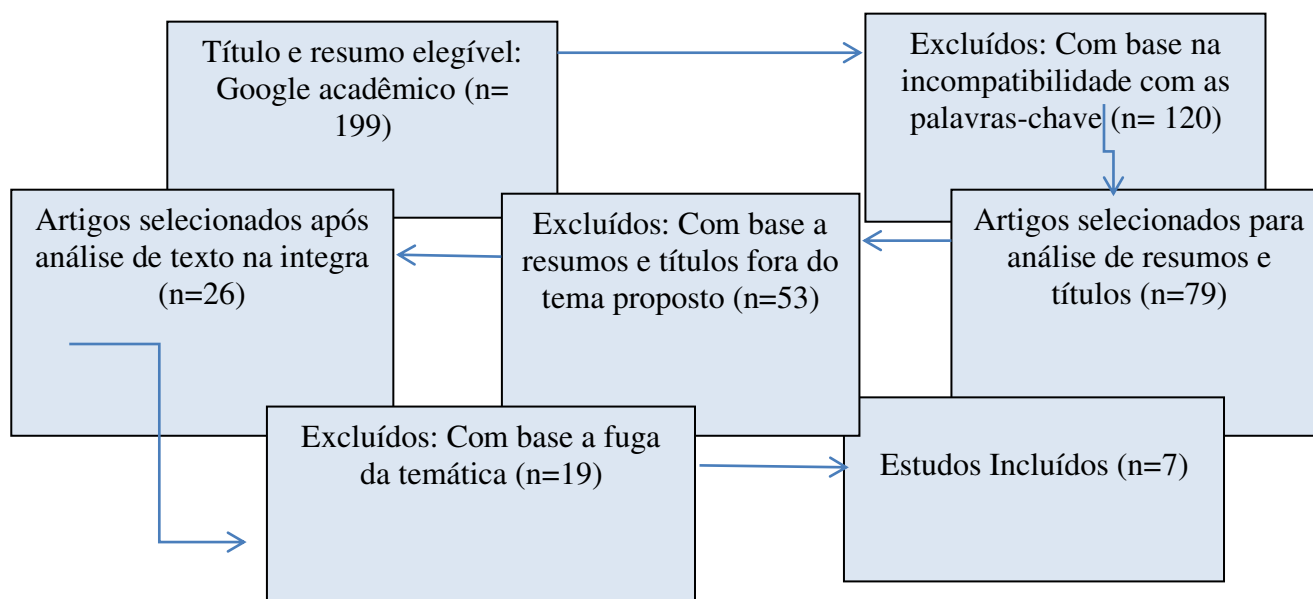 Título e resumo elegível:
Google acadêmico (n=
199)
Excluídos: Com base na
incompatibilidade com as
palavras-chave (n= 120)
Artigos selecionados após
análise de texto na integra
(n=26)
Excluídos: Com base a
resumos e títulos fora do
tema proposto (n=53)
Artigos selecionados para
análise de resumos e
títulos (n=79)
Excluídos: Com base a fuga
da temática (n=19)
Estudos Incluídos (n=7)